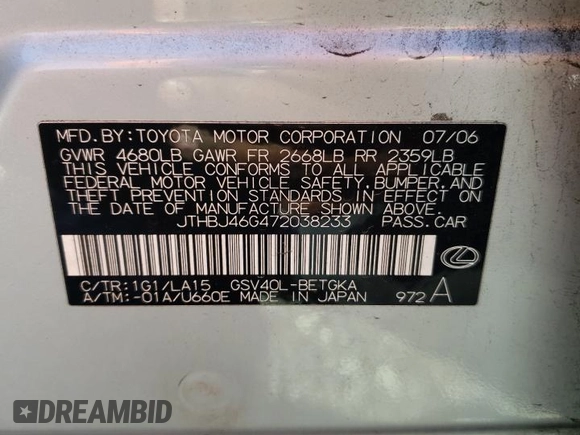 MFD.BY:TOYOTA MOTOR CORPORATION 07/06
GVWR 4680LB GAWR FR 2668LB RR 2359LB
THIS VEHICLE CONFORMS TO ALL APPLICABLE
FEDERAL MOTOR VEHICLE SAFETY,BUMPER,AND
THEFT PREVENTION STANDARDS IN EFFECT ON
THE DATE OF MANUFACTURE SHOWN ABOVE.
JTHBJ46G472038233 PASS.CAR
C/TR:1G1/LA15 GSV40L-BETGKA
A/TM:-01A/U660E MADE IN JAPAN 972A
DREAMBID